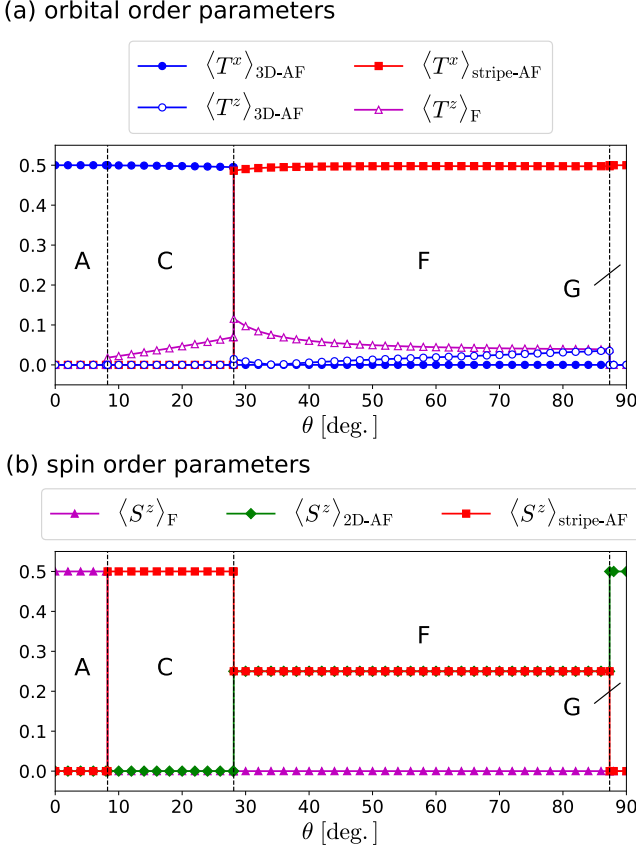 (a) orbital order parameters
⟨T^x⟩_3D-AF ⟨T^x⟩_stripe-AF
⟨T^z⟩_3D-AF ⟨T^z⟩_F
0.5
0.4
0.3
A C F
0.2
G
0.1
0.0
0 10 20 30 40 50 60 70 80 90
θ [deg.]
(b) spin order parameters
⟨S^z⟩_F ⟨S^z⟩_2D-AF ⟨S^z⟩_stripe-AF
0.5
0.4
F
0.3
A C
0.2
G
0.1
0.0
0 10 20 30 40 50 60 70 80 90
θ [deg.]